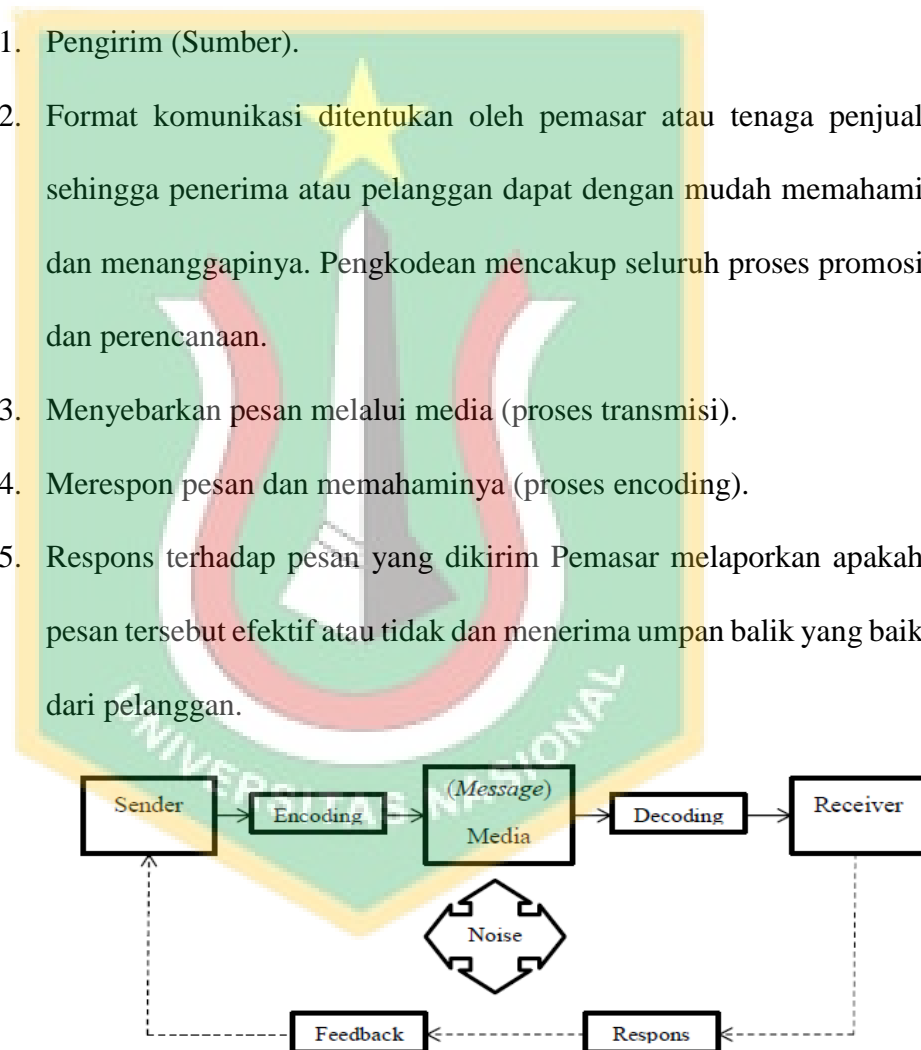 1. Pengirim (Sumber).
2. Format komunikasi ditentukan oleh pemasar atau tenaga penjual
sehingga penerima atau pelanggan dapat dengan mudah memahami
dan menanggapinya. Pengkodean mencakup seluruh proses promosi
dan perencanaan.
3. Menyebarkan pesan melalui media (proses transmisi).
4. Merespon pesan dan memahaminya (proses encoding).
5. Respons terhadap pesan yang dikirim Pemasar melaporkan apakah
pesan tersebut efektif atau tidak dan menerima umpan balik yang baik
dari pelanggan.
UNIVERSITAS NASIONAL
Sender
Encoding
(Message)
Media
Decoding
Receiver
Noise
Feedback
Respons